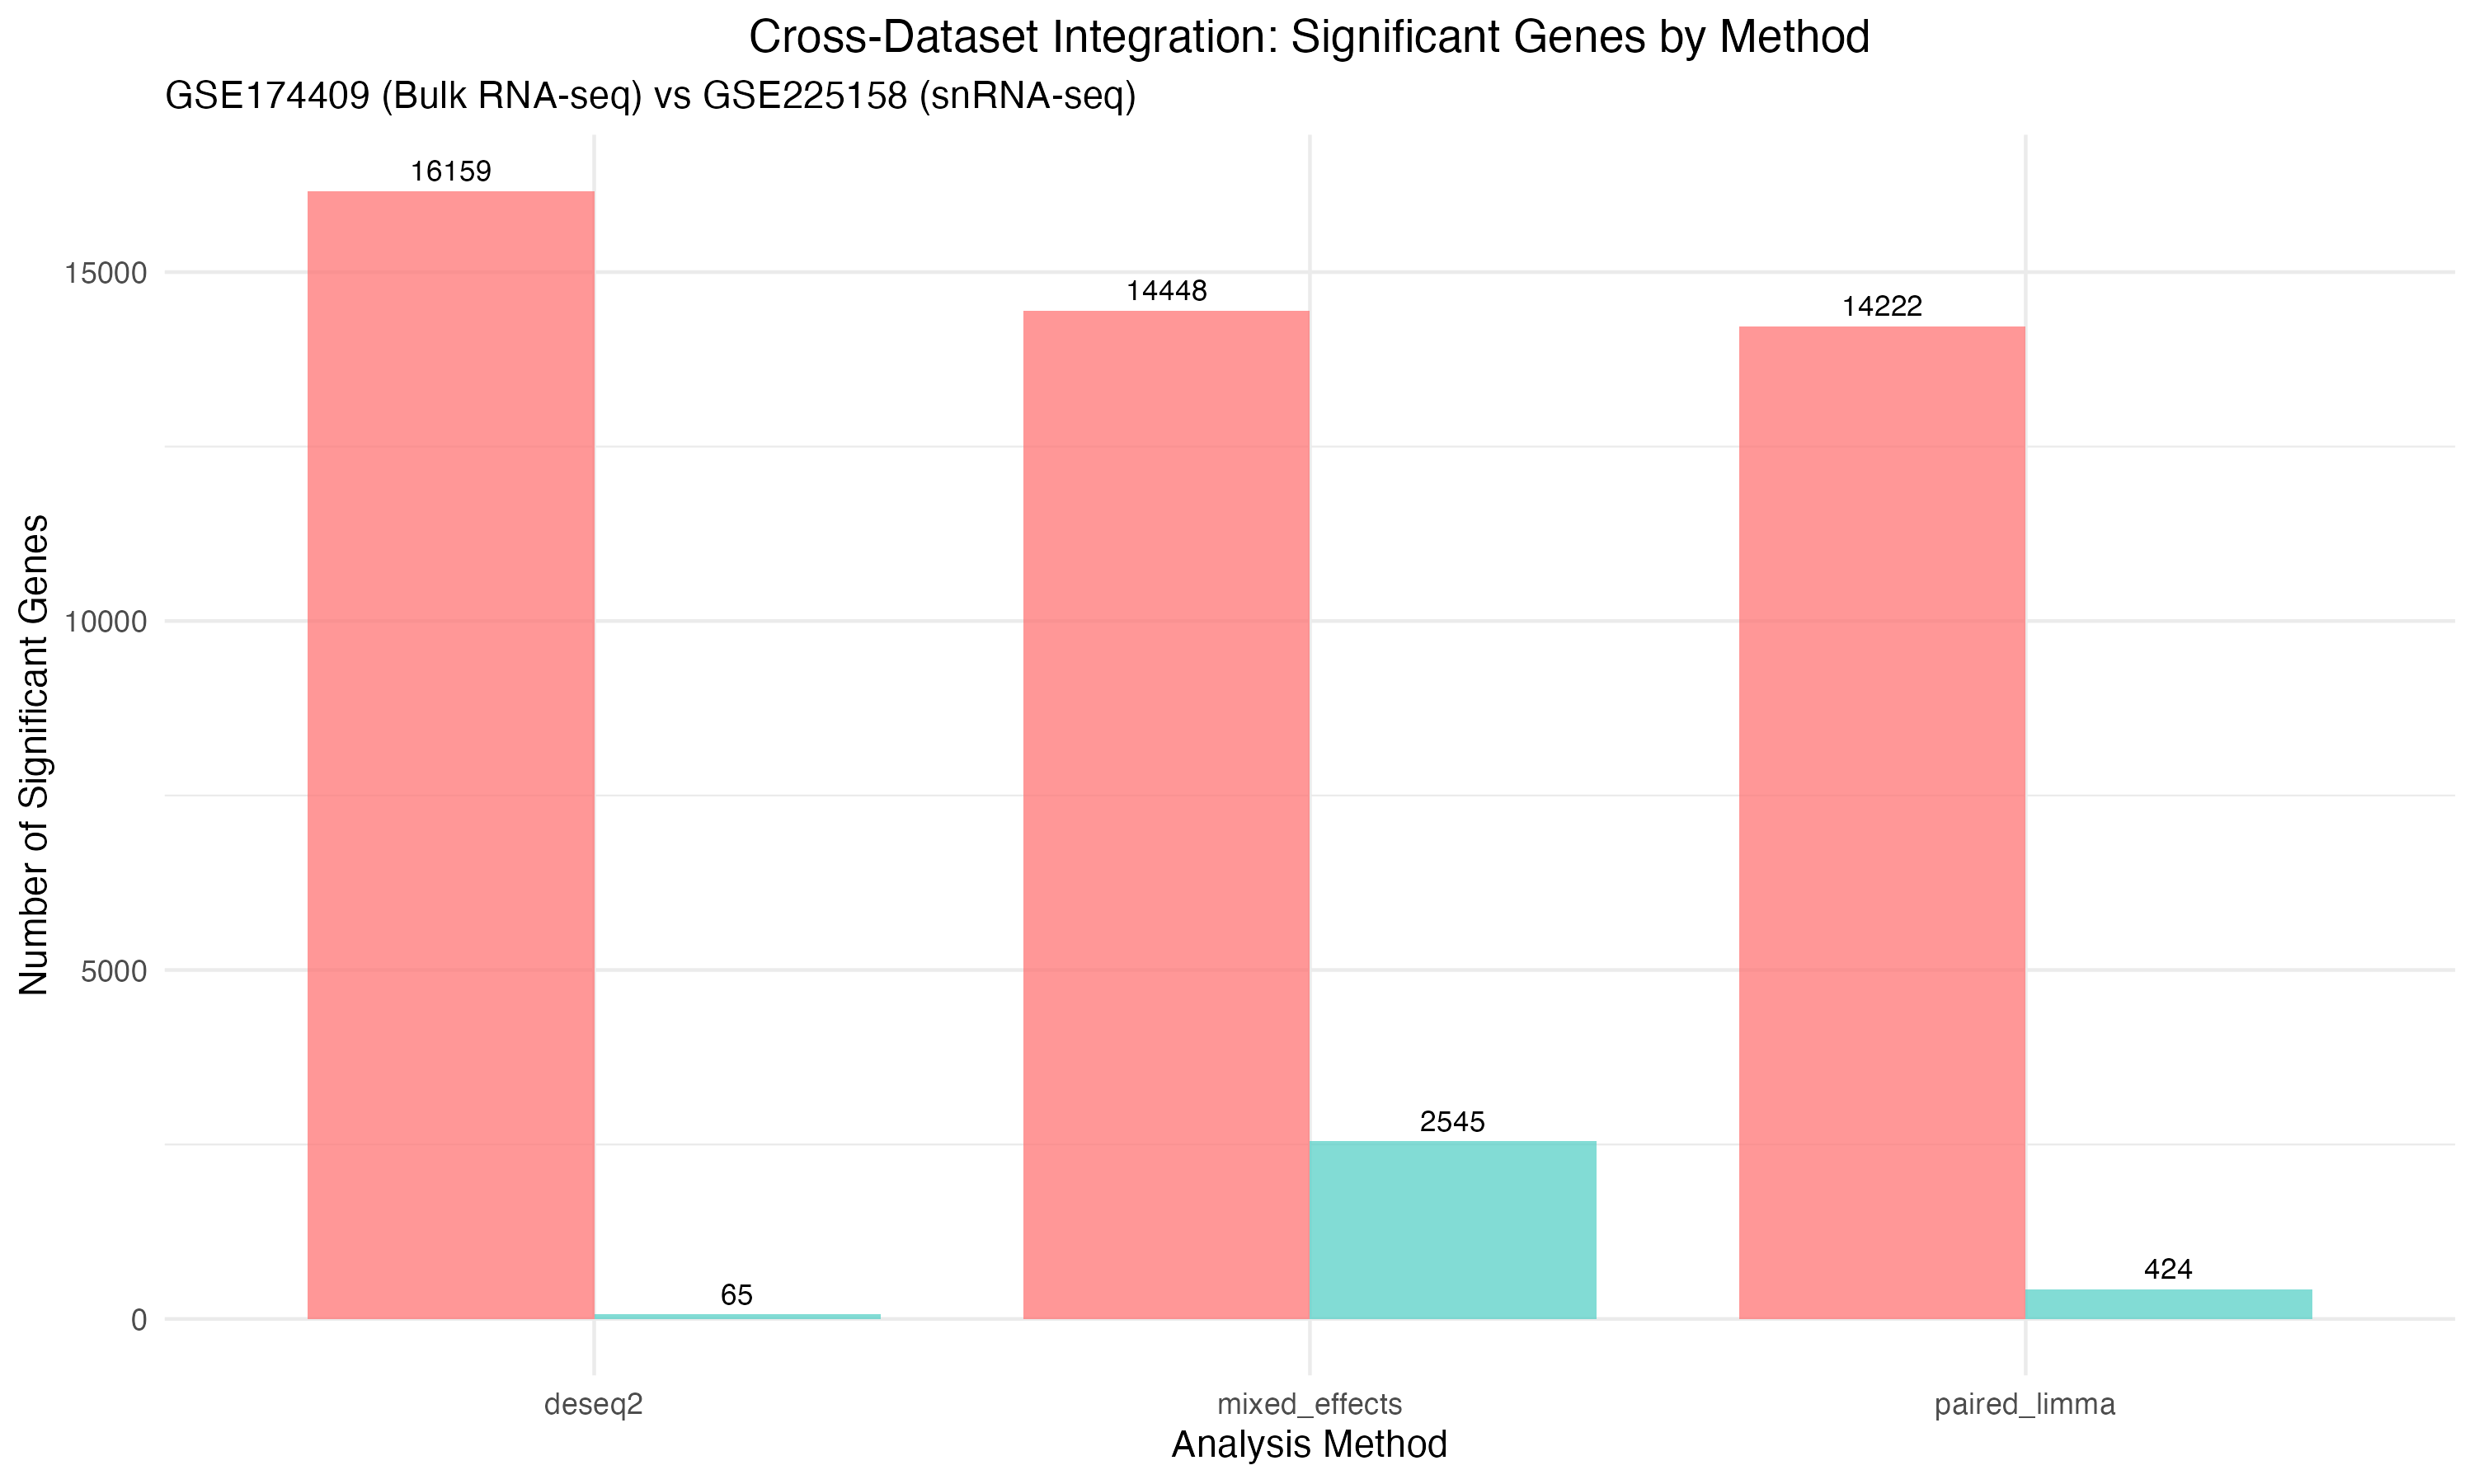 Cross-Dataset Integration: Significant Genes by Method
GSE174409 (Bulk RNA-seq) vs GSE225158 (snRNA-seq)
Number of Significant Genes
15000
10000
5000
0
16159
65
14448
2545
14222
424
deseq2
mixed_effects
paired_limma
Analysis Method